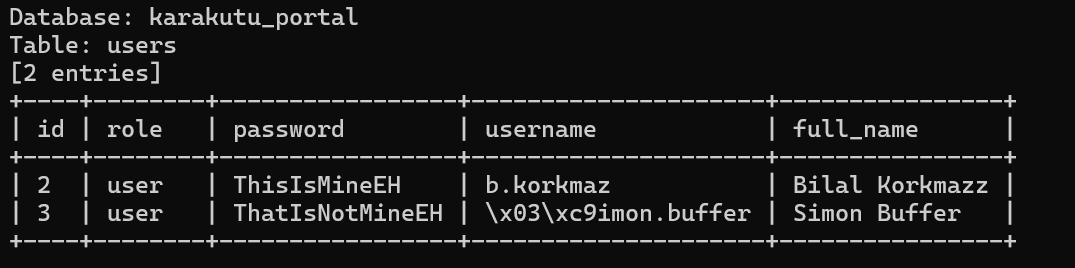 Database: karakutu_portal
Table: users
[2 entries]
+----+--------+-----------------+----------------------+---------------+
| id | role   | password        | username             | full_name     |
+----+--------+-----------------+----------------------+---------------+
| 2  | user   | ThisIsMineEH    | b.korkmaz            | Bilal Korkmazz |
| 3  | user   | ThatIsNotMineEH | \x03\xc9imon.buffer | Simon Buffer   |
+----+--------+-----------------+----------------------+---------------+